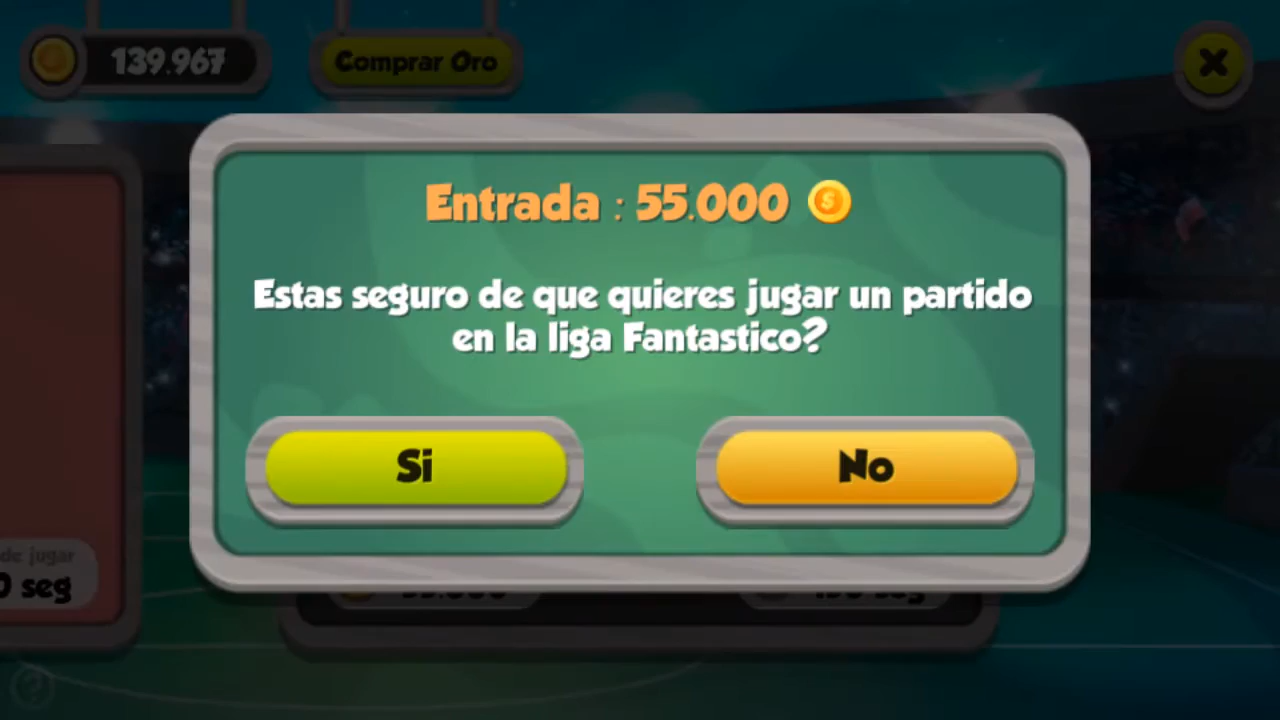 139.967
Comprar Oro
Entrada : 55.000
Estas seguro de que quieres jugar un partido
en la liga Fantastico?
Si
No
de jugar
0 seg